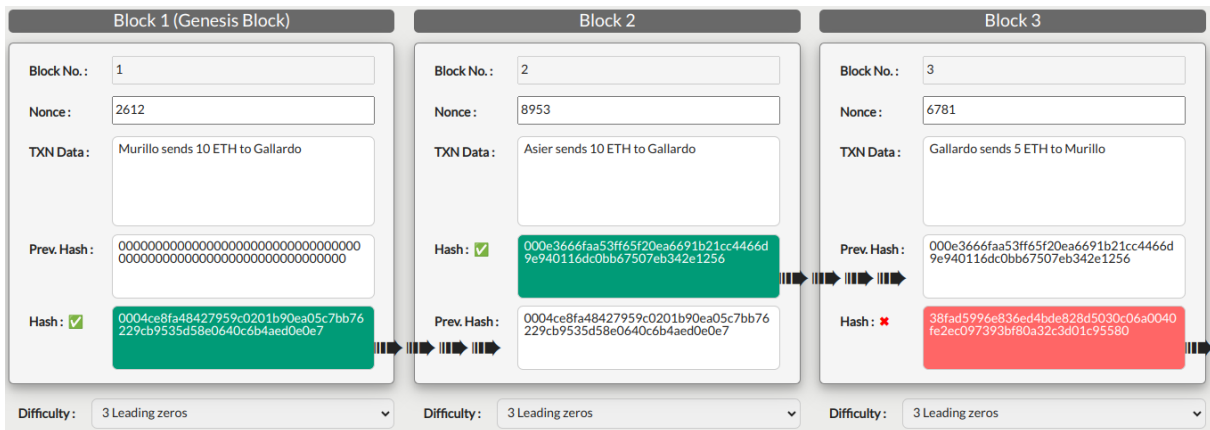 Block 1 (Genesis Block)
Block No. : 1
Nonce : 2612
TXN Data : Murillo sends 10 ETH to Gallardo
Prev. Hash : 00000000000000000000000000000000
00000000000000000000000000000000
Hash : ✅ 0004ce8fa48427959c0201b90ea05c7bb76
229cb9535d58e0640c6b4aed0e0e7
Difficulty : 3 Leading zeros
Block 2
Block No. : 2
Nonce : 8953
TXN Data : Asier sends 10 ETH to Gallardo
Hash : ✅ 000e3666faa53ff65f20ea6691b21cc4466d
9e940116dc0bb67507eb342e1256
Prev. Hash : 0004ce8fa48427959c0201b90ea05c7bb76
229cb9535d58e0640c6b4aed0e0e7
Difficulty : 3 Leading zeros
Block 3
Block No. : 3
Nonce : 6781
TXN Data : Gallardo sends 5 ETH to Murillo
Prev. Hash : 000e3666faa53ff65f20ea6691b21cc4466d
9e940116dc0bb67507eb342e1256
Hash : ✖ 38fad5996e836ed4bde828d5030c06a0040
fe2ec097393bf80a32c3d01c95580
Difficulty : 3 Leading zeros